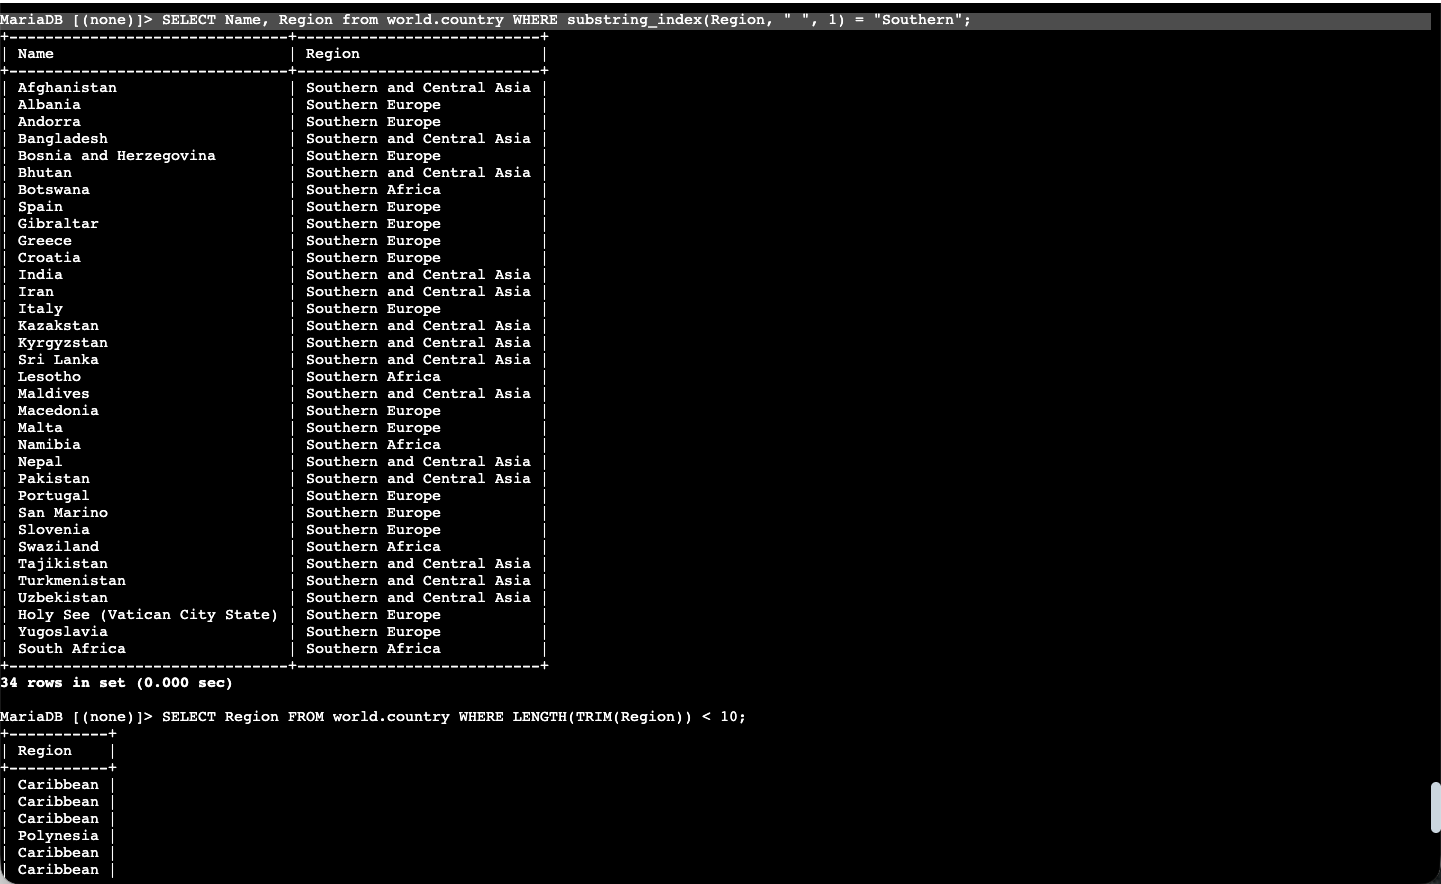 MariaDB [(none)]> SELECT Name, Region from world.country WHERE substring_index(Region, " ", 1) = "Southern";
+-------------------------------+---------------------------+
| Name                          | Region                    |
+-------------------------------+---------------------------+
| Afghanistan                   | Southern and Central Asia |
| Albania                       | Southern Europe           |
| Andorra                       | Southern Europe           |
| Bangladesh                    | Southern and Central Asia |
| Bosnia and Herzegovina        | Southern Europe           |
| Bhutan                        | Southern and Central Asia |
| Botswana                      | Southern Africa           |
| Spain                         | Southern Europe           |
| Gibraltar                     | Southern Europe           |
| Greece                        | Southern Europe           |
| Croatia                       | Southern Europe           |
| India                         | Southern and Central Asia |
| Iran                          | Southern and Central Asia |
| Italy                         | Southern Europe           |
| Kazakstan                     | Southern and Central Asia |
| Kyrgyzstan                    | Southern and Central Asia |
| Sri Lanka                     | Southern and Central Asia |
| Lesotho                       | Southern Africa           |
| Maldives                      | Southern and Central Asia |
| Macedonia                     | Southern Europe           |
| Malta                         | Southern Europe           |
| Namibia                       | Southern Africa           |
| Nepal                         | Southern and Central Asia |
| Pakistan                      | Southern and Central Asia |
| Portugal                      | Southern Europe           |
| San Marino                    | Southern Europe           |
| Slovenia                      | Southern Europe           |
| Swaziland                     | Southern Africa           |
| Tajikistan                    | Southern and Central Asia |
| Turkmenistan                  | Southern and Central Asia |
| Uzbekistan                    | Southern and Central Asia |
| Holy See (Vatican City State) | Southern Europe           |
| Yugoslavia                    | Southern Europe           |
| South Africa                  | Southern Africa           |
+-------------------------------+---------------------------+
34 rows in set (0.000 sec)
MariaDB [(none)]> SELECT Region FROM world.country WHERE LENGTH(TRIM(Region)) < 10;
+-----------+
| Region    |
+-----------+
| Caribbean |
| Caribbean |
| Caribbean |
| Polynesia |
| Caribbean |
| Caribbean |